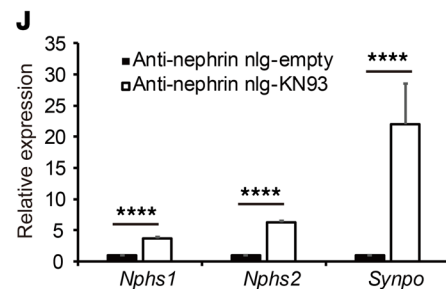 J
Relative expression
35
30
25
20
15
10
5
0
Anti-nephrin nlg-empty
Anti-nephrin nlg-KN93
****
****
****
Nphs1 Nphs2 Synpo